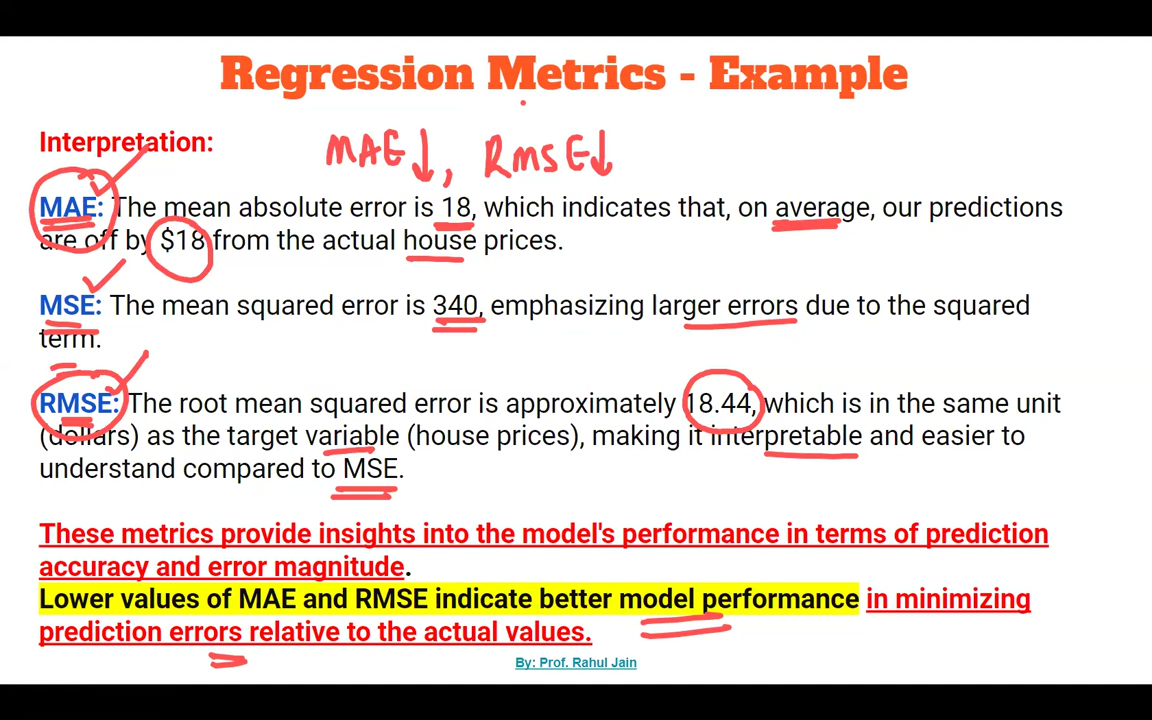 Regression Metrics - Example
Interpretation:
MAE↓, RMSE↓
MAE: The mean absolute error is 18, which indicates that, on average, our predictions
are off by $18 from the actual house prices.
MSE: The mean squared error is 340, emphasizing larger errors due to the squared
term.
RMSE: The root mean squared error is approximately 18.44, which is in the same unit
(dollars) as the target variable (house prices), making it interpretable and easier to
understand compared to MSE.
These metrics provide insights into the model's performance in terms of prediction
accuracy and error magnitude.
Lower values of MAE and RMSE indicate better model performance in minimizing
prediction errors relative to the actual values.
By: Prof. Rahul Jain